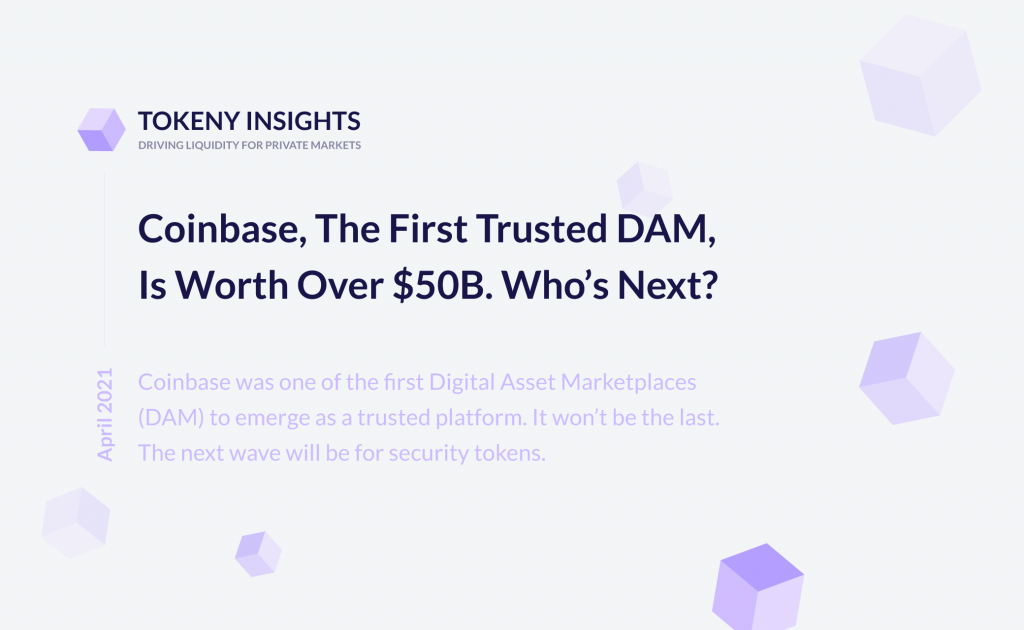 TOKENY INSIGHTS
DRIVING LIQUIDITY FOR PRIVATE MARKETS
Coinbase, The First Trusted DAM,
Is Worth Over $50B. Who’s Next?
April 2021
Coinbase was one of the first Digital Asset Marketplaces
(DAM) to emerge as a trusted platform. It won’t be the last.
The next wave will be for security tokens.